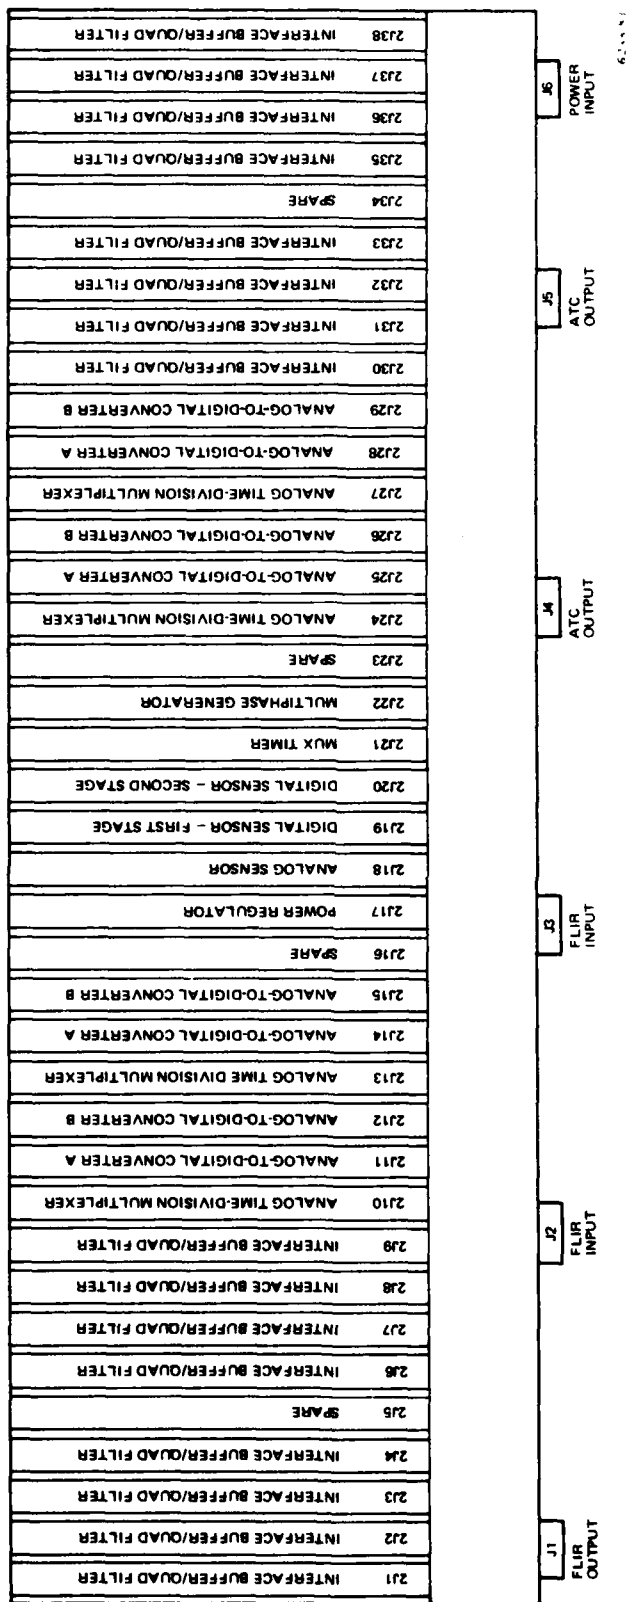 2J38 INTERFACE BUFFER/QUAD FILTER
2J37 INTERFACE BUFFER/QUAD FILTER
2J36 INTERFACE BUFFER/QUAD FILTER
2J35 INTERFACE BUFFER/QUAD FILTER
2J34 SPARE
2J33 INTERFACE BUFFER/QUAD FILTER
2J32 INTERFACE BUFFER/QUAD FILTER
2J31 INTERFACE BUFFER/QUAD FILTER
2J30 INTERFACE BUFFER/QUAD FILTER
2J29 ANALOG-TO-DIGITAL CONVERTER B
2J28 ANALOG-TO-DIGITAL CONVERTER A
2J27 ANALOG TIME-DIVISION MULTIPLEXER
2J26 ANALOG-TO-DIGITAL CONVERTER B
2J25 ANALOG-TO-DIGITAL CONVERTER A
2J24 ANALOG TIME-DIVISION MULTIPLEXER
2J23 SPARE
2J22 MULTIPHASE GENERATOR
2J21 MUX TIMER
2J20 DIGITAL SENSOR – SECOND STAGE
2J19 DIGITAL SENSOR – FIRST STAGE
2J18 ANALOG SENSOR
2J17 POWER REGULATOR
2J16 SPARE
2J15 ANALOG-TO-DIGITAL CONVERTER B
2J14 ANALOG-TO-DIGITAL CONVERTER A
2J13 ANALOG TIME DIVISION MULTIPLEXER
2J12 ANALOG-TO-DIGITAL CONVERTER B
2J11 ANALOG-TO-DIGITAL CONVERTER A
2J10 ANALOG TIME-DIVISION MULTIPLEXER
2J9 INTERFACE BUFFER/QUAD FILTER
2J8 INTERFACE BUFFER/QUAD FILTER
2J7 INTERFACE BUFFER/QUAD FILTER
2J6 INTERFACE BUFFER/QUAD FILTER
2J5 SPARE
2J4 INTERFACE BUFFER/QUAD FILTER
2J3 INTERFACE BUFFER/QUAD FILTER
2J2 INTERFACE BUFFER/QUAD FILTER
2J1 INTERFACE BUFFER/QUAD FILTER
J6
POWER
INPUT
J5
ATC
OUTPUT
J4
ATC
OUTPUT
J3
FLIR
INPUT
J2
FLIR
INPUT
J1
FLIR
OUTPUT